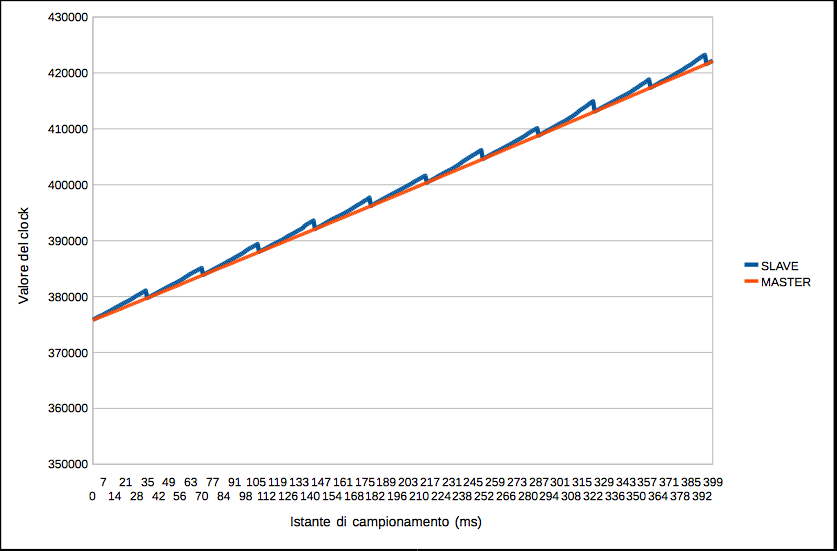 430000
420000
410000
400000
390000
380000
370000
360000
350000
Valore del clock
SLAVE
MASTER
7 21 35 49 63 77 91 105 119 133 147 161 175 189 203 217 231 245 259 273 287 301 315 329 343 357 371 385 399
0 14 28 42 56 70 84 98 112 126 140 154 168 182 196 210 224 238 252 266 280 294 308 322 336 350 364 378 392
Istante di campionamento (ms)